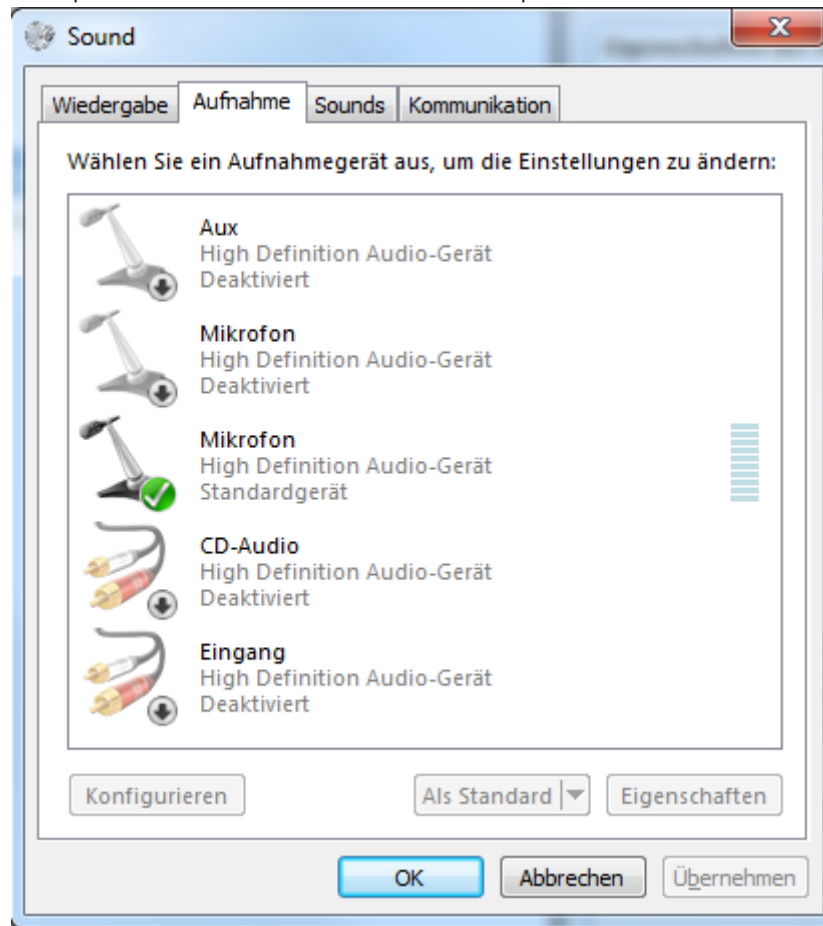 Sound
Wiedergabe Aufnahme Sounds Kommunikation
Wählen Sie ein Aufnahmegerät aus, um die Einstellungen zu ändern:
Aux
High Definition Audio-Gerät
Deaktiviert
Mikrofon
High Definition Audio-Gerät
Deaktiviert
Mikrofon
High Definition Audio-Gerät
Standardgerät
CD-Audio
High Definition Audio-Gerät
Deaktiviert
Eingang
High Definition Audio-Gerät
Deaktiviert
Konfigurieren Als Standard Eigenschaften
OK Abbrechen Übernehmen